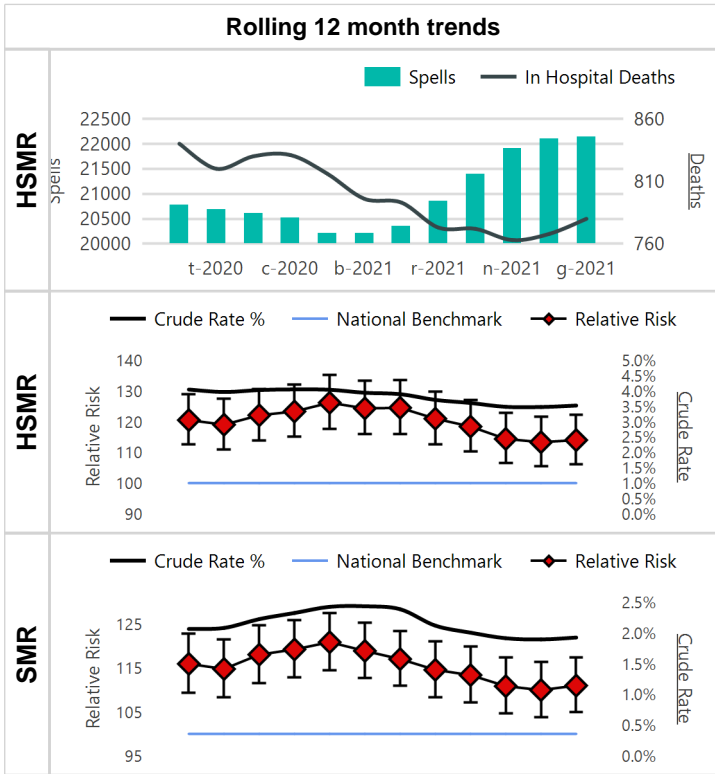 Rolling 12 month trends
HSMR
Spells In Hospital Deaths
Spells
22500
22000
21500
21000
20500
20000
860
810
760
Deaths
t-2020 c-2020 b-2021 r-2021 n-2021 g-2021
HSMR
Crude Rate % National Benchmark Relative Risk
Relative Risk
140
130
120
110
100
90
5.0%
4.5%
4.0%
3.5%
3.0%
2.5%
2.0%
1.5%
1.0%
0.5%
0.0%
Crude Rate
SMR
Crude Rate % National Benchmark Relative Risk
Relative Risk
125
115
105
95
2.5%
2.0%
1.5%
1.0%
0.5%
0.0%
Crude Rate